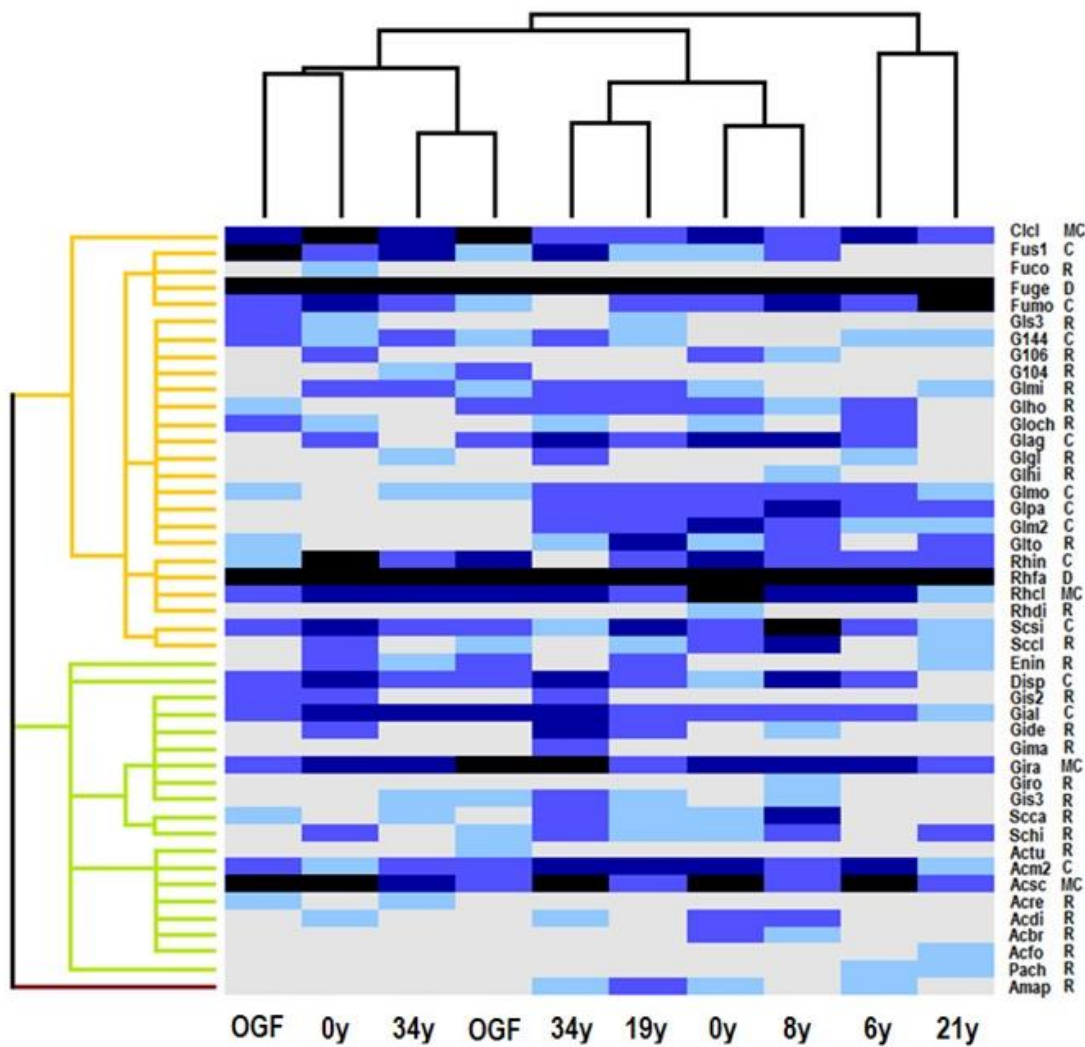 Clcl MC
Fus1 C
Fuco R
Fuge D
Fumo C
Gls3 R
G144 C
G106 R
G104 R
Glmi R
Glho R
Gloch R
Glag C
Glgl R
Glhi R
Glmo C
Glpa C
Glm2 C
Glto R
Rhin C
Rhfa D
Rhcl MC
Rhdi R
Scsi C
Sccl R
Enin R
Disp C
Gis2 R
Gial C
Gide R
Gima R
Gira MC
Giro R
Gis3 R
Scca R
Schi R
Actu R
Acm2 C
Acsc MC
Acre R
Acdi R
Acbr R
Acfo R
Pach R
Amap R
OGF 0y 34y OGF 34y 19y 0y 8y 6y 21y